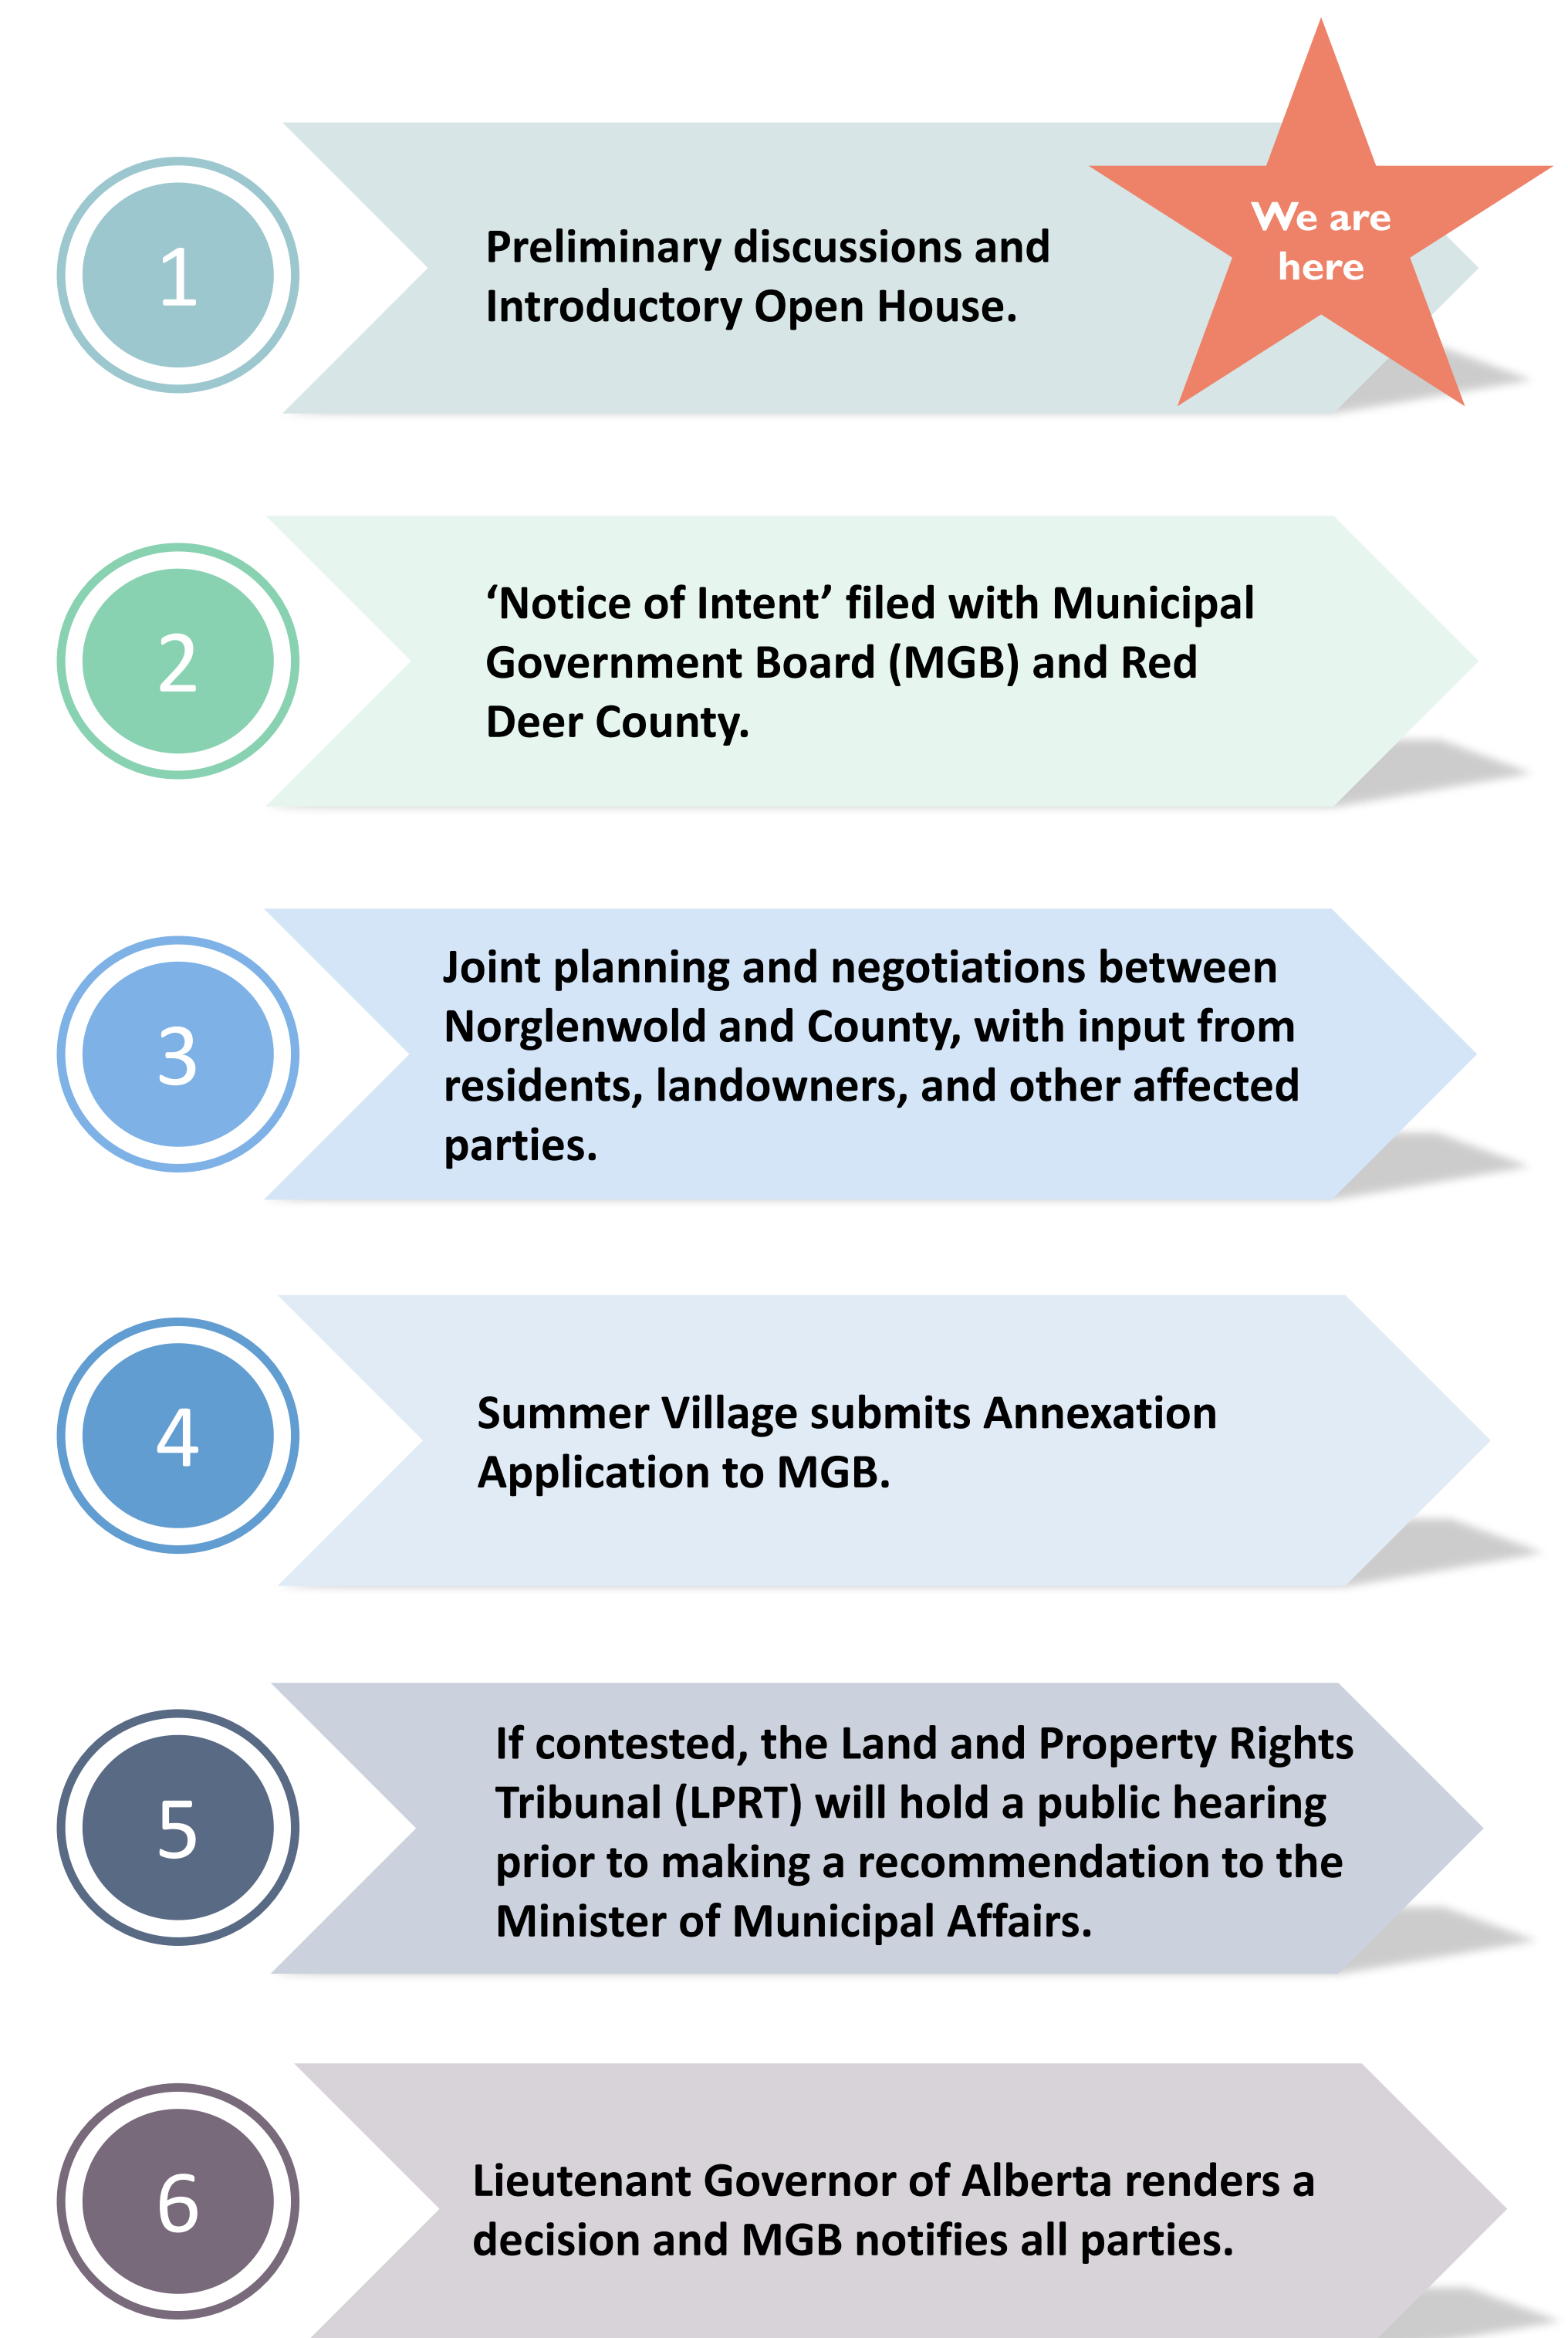 We are
here
1
Preliminary discussions and
Introductory Open House.
2
‘Notice of Intent’ filed with Municipal
Government Board (MGB) and Red
Deer County.
3
Joint planning and negotiations between
Norglenwold and County, with input from
residents, landowners, and other affected
parties.
4
Summer Village submits Annexation
Application to MGB.
5
If contested, the Land and Property Rights
Tribunal (LPRT) will hold a public hearing
prior to making a recommendation to the
Minister of Municipal Affairs.
6
Lieutenant Governor of Alberta renders a
decision and MGB notifies all parties.